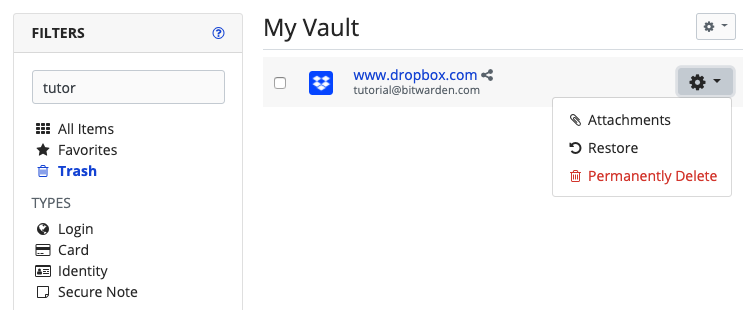 FILTERS
tutor
All Items
Favorites
Trash
TYPES
Login
Card
Identity
Secure Note
My Vault
www.dropbox.com
tutorial@bitwarden.com
Attachments
Restore
Permanently Delete